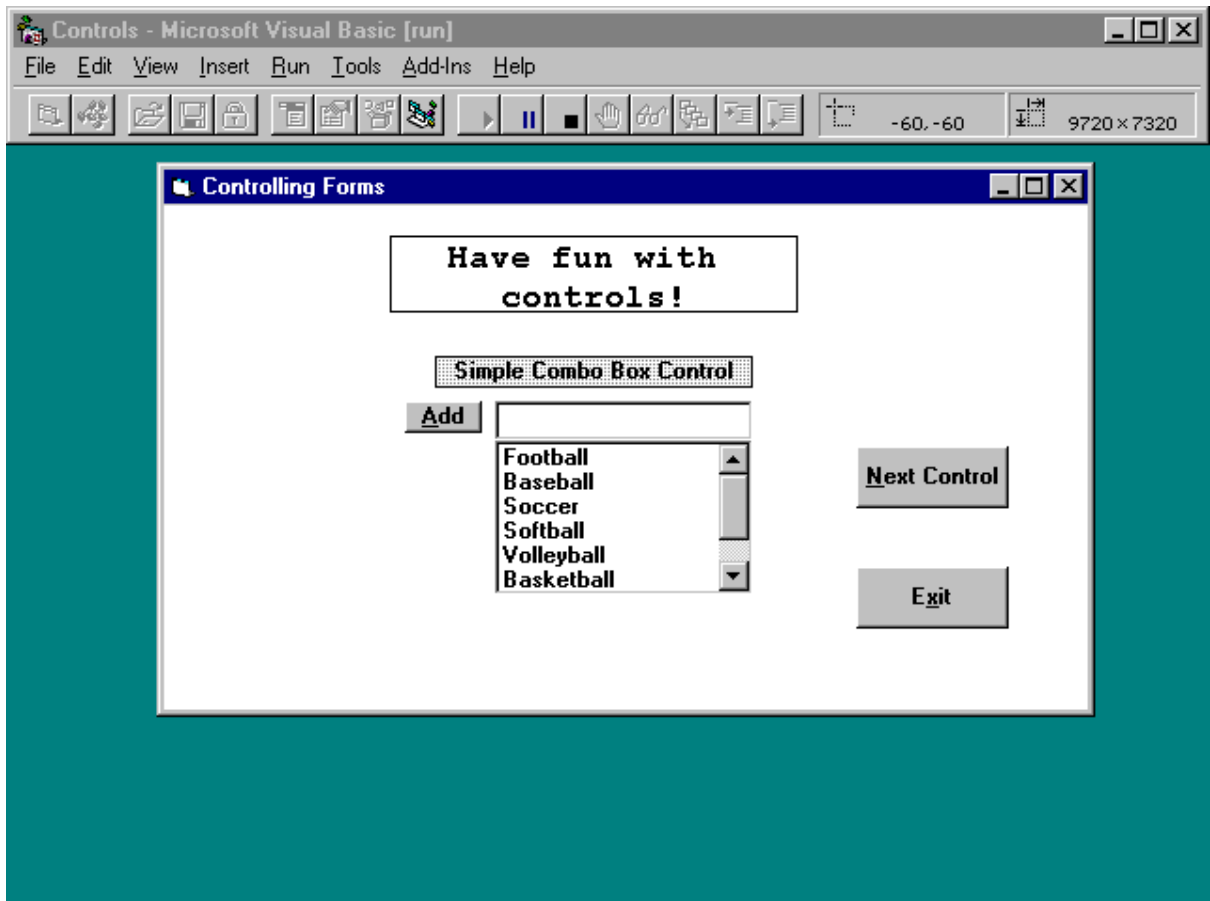 Controls - Microsoft Visual Basic [run]
File Edit View Insert Run Tools Add-Ins Help
-60,-60 9720×7320
Controlling Forms
Have fun with
controls!
Simple Combo Box Control
Add
Football
Baseball
Soccer
Softball
Volleyball
Basketball
Next Control
Exit